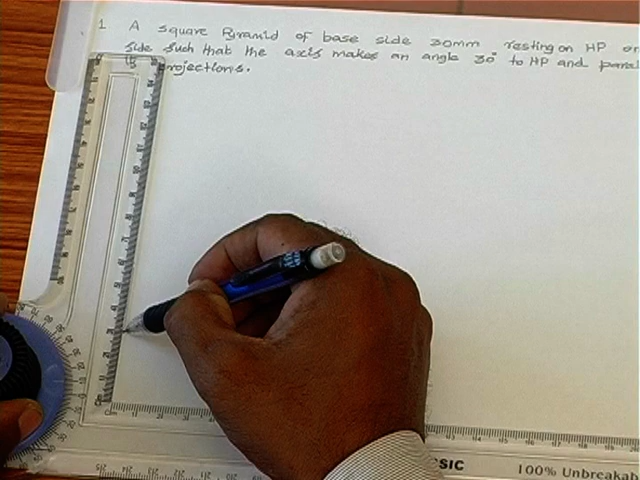 1 A square Pyramid of base side 30mm resting on HP on
side such that the axis makes an angle 30° to HP and
projections.
SIC 100% Unbreakab